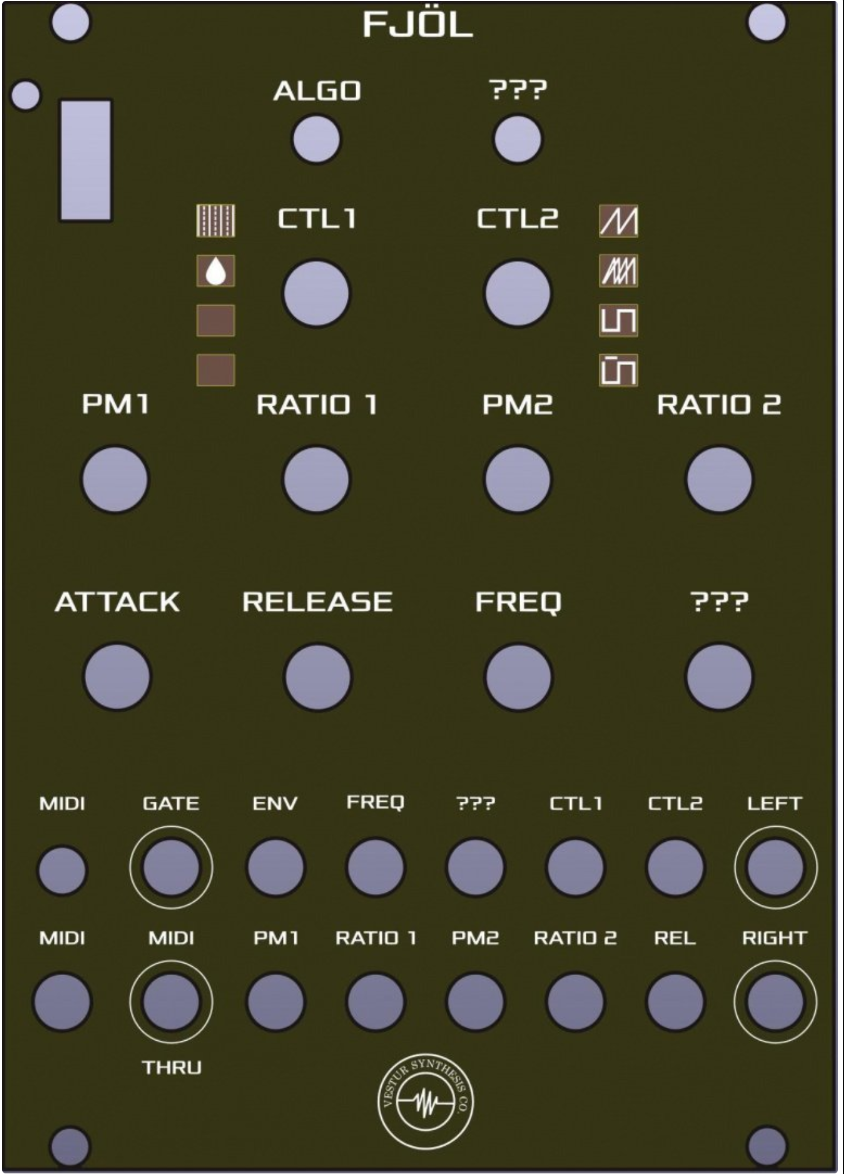 FJÖL
ALGO ???
CTL1 CTL2
PM1 RATIO 1 PM2 RATIO 2
ATTACK RELEASE FREQ ???
MIDI GATE ENV FREQ ??? CTL1 CTL2 LEFT
MIDI MIDI PM1 RATIO 1 PM2 RATIO 2 REL RIGHT
THRU
VESTUR SYNTHESIS CO.